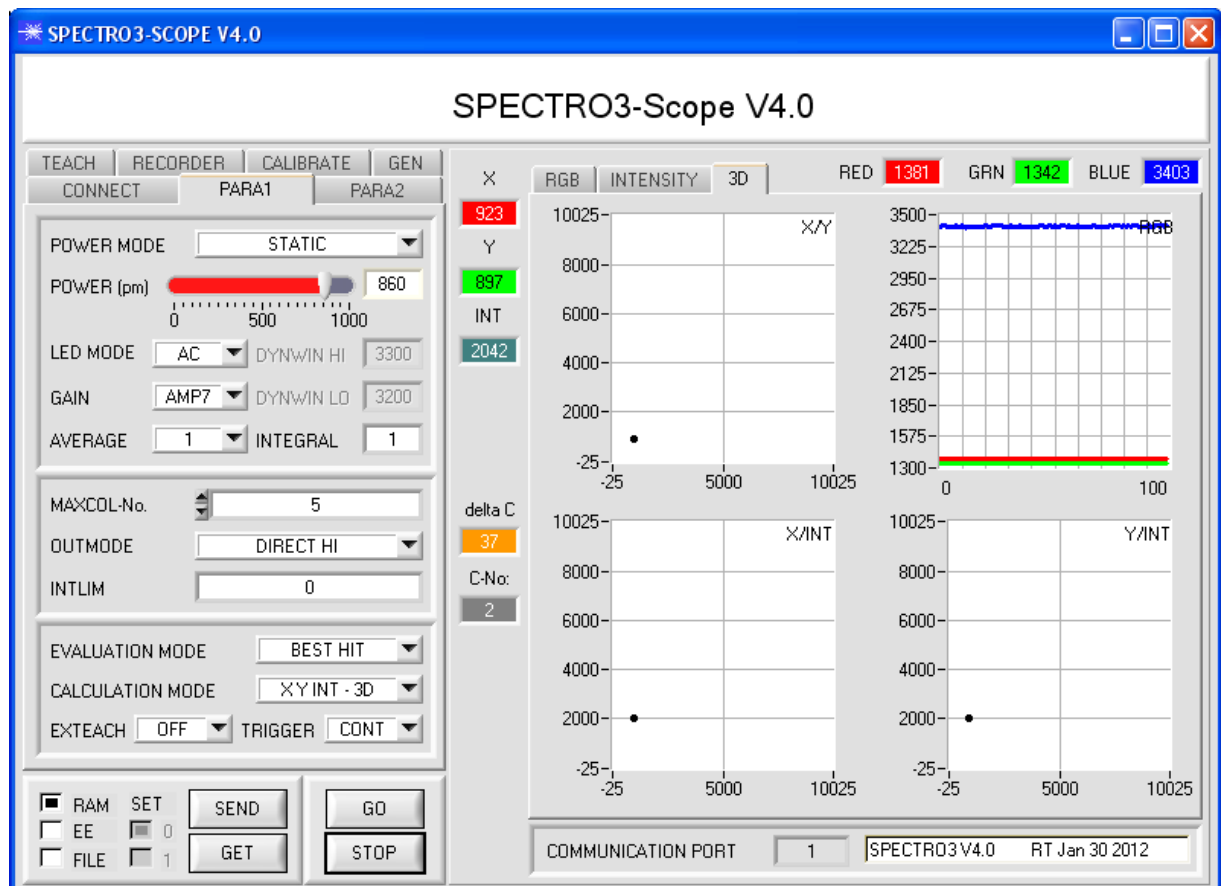 SPECTRO3-SCOPE V4.0
SPECTRO3-Scope V4.0
TEACH RECORDER CALIBRATE GEN
CONNECT PARA1 PARA2
POWER MODE STATIC
POWER (pm) 860
0 500 1000
LED MODE AC DYNWIN HI 3300
GAIN AMP7 DYNWIN LO 3200
AVERAGE 1 INTEGRAL 1
MAXCOL-No. 5
OUTMODE DIRECT HI
INTLIM 0
EVALUATION MODE BEST HIT
CALCULATION MODE X Y INT - 3D
EXTEACH OFF TRIGGER CONT
RAM SET SEND GO
EE 0
FILE 1 GET STOP
X
923
Y
897
INT
2042
delta C
37
C-No:
2
RGB INTENSITY 3D RED 1381 GRN 1342 BLUE 3403
X/Y
10025
8000
6000
4000
2000
-25
-25 5000 10025
RGB
3500
3225
2950
2675
2400
2125
1850
1575
1300
0 100
X/INT
10025
8000
6000
4000
2000
-25
-25 5000 10025
Y/INT
10025
8000
6000
4000
2000
-25
-25 5000 10025
COMMUNICATION PORT 1 SPECTRO3 V4.0 RT Jan 30 2012